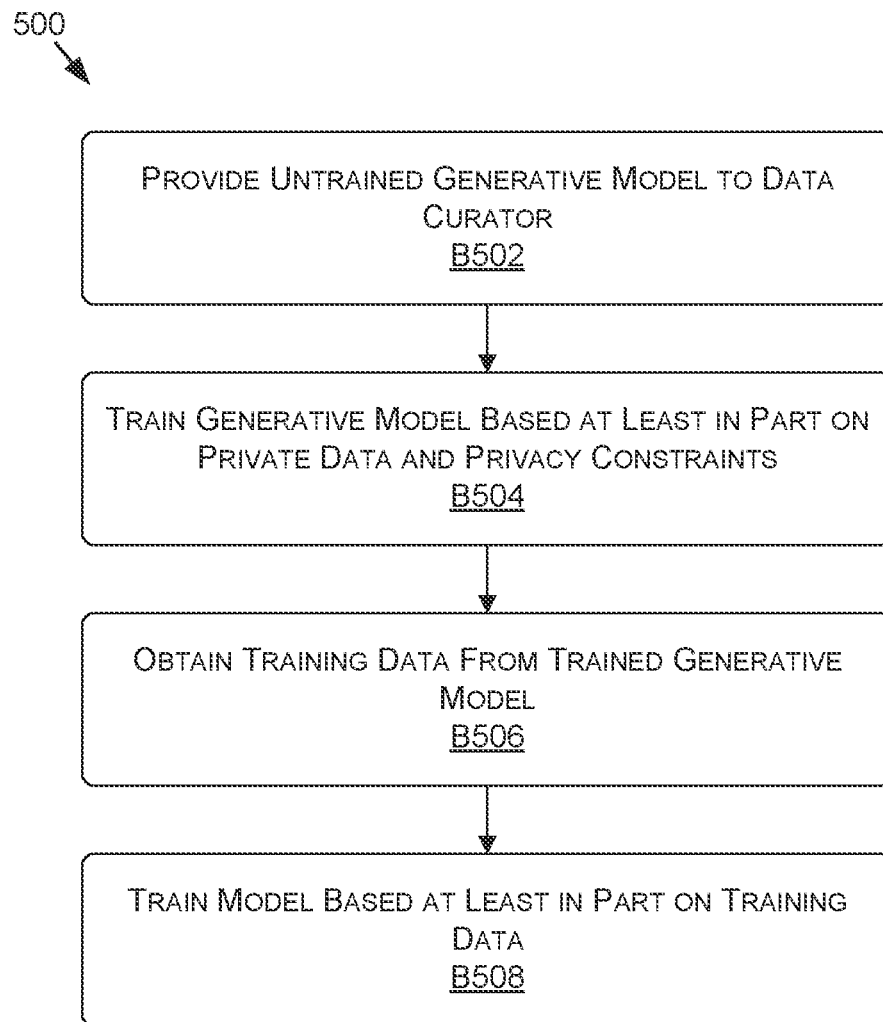 500
PROVIDE UNTRAINED GENERATIVE MODEL TO DATA
CURATOR
B502
TRAIN GENERATIVE MODEL BASED AT LEAST IN PART ON
PRIVATE DATA AND PRIVACY CONSTRAINTS
B504
OBTAIN TRAINING DATA FROM TRAINED GENERATIVE
MODEL
B506
TRAIN MODEL BASED AT LEAST IN PART ON TRAINING
DATA
B508